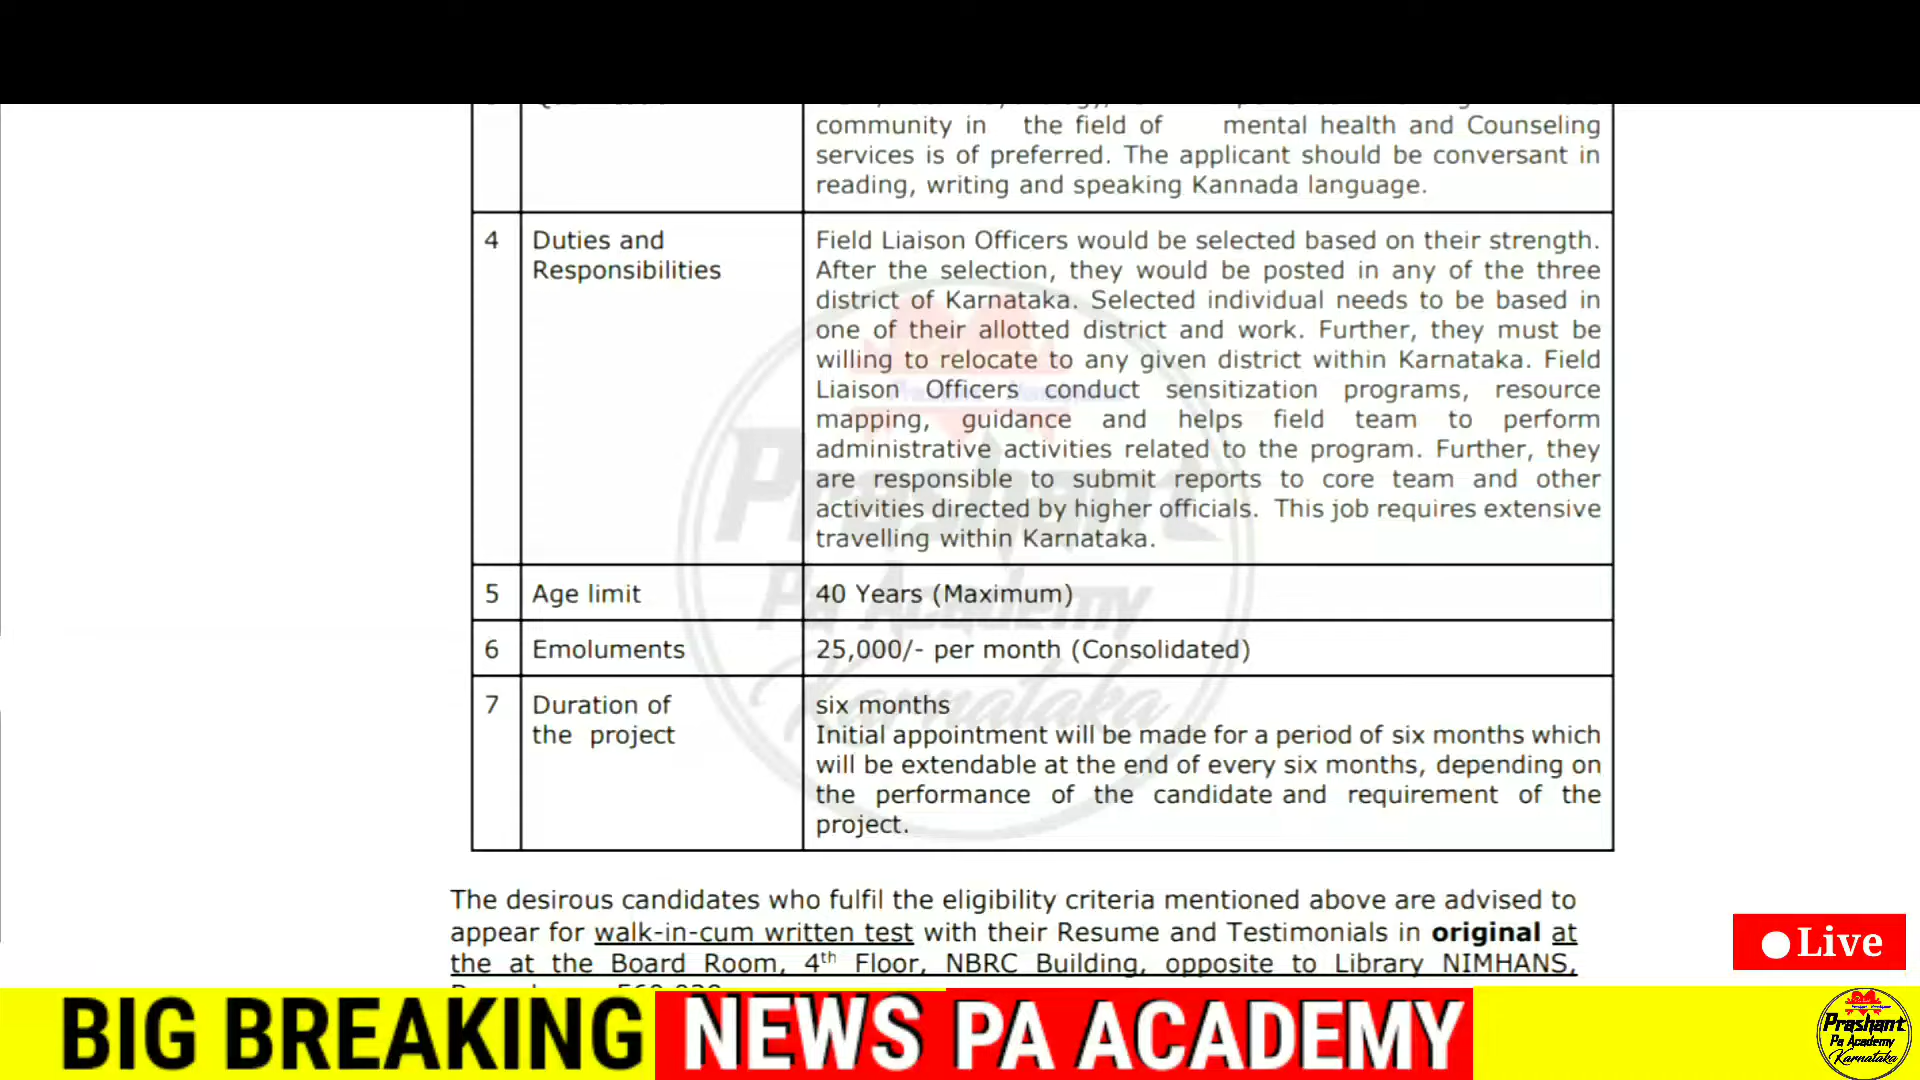 community in the field of mental health and Counseling
services is of preferred. The applicant should be conversant in
reading, writing and speaking Kannada language.
4 Duties and Responsibilities
Field Liaison Officers would be selected based on their strength.
After the selection, they would be posted in any of the three
district of Karnataka. Selected individual needs to be based in
one of their allotted district and work. Further, they must be
willing to relocate to any given district within Karnataka. Field
Liaison Officers conduct sensitization programs, resource
mapping, guidance and helps field team to perform
administrative activities related to the program. Further, they
are responsible to submit reports to core team and other
activities directed by higher officials. This job requires extensive
travelling within Karnataka.
5 Age limit 40 Years (Maximum)
6 Emoluments 25,000/- per month (Consolidated)
7 Duration of the project
six months
Initial appointment will be made for a period of six months which
will be extendable at the end of every six months, depending on
the performance of the candidate and requirement of the
project.
The desirous candidates who fulfil the eligibility criteria mentioned above are advised to
appear for walk-in-cum written test with their Resume and Testimonials in original at
the at the Board Room, 4th Floor, NBRC Building, opposite to Library NIMHANS,
Prashant
Pa Academy
Karnataka
Live
BIG BREAKING NEWS PA ACADEMY
Prashant
Pa Academy
Karnataka